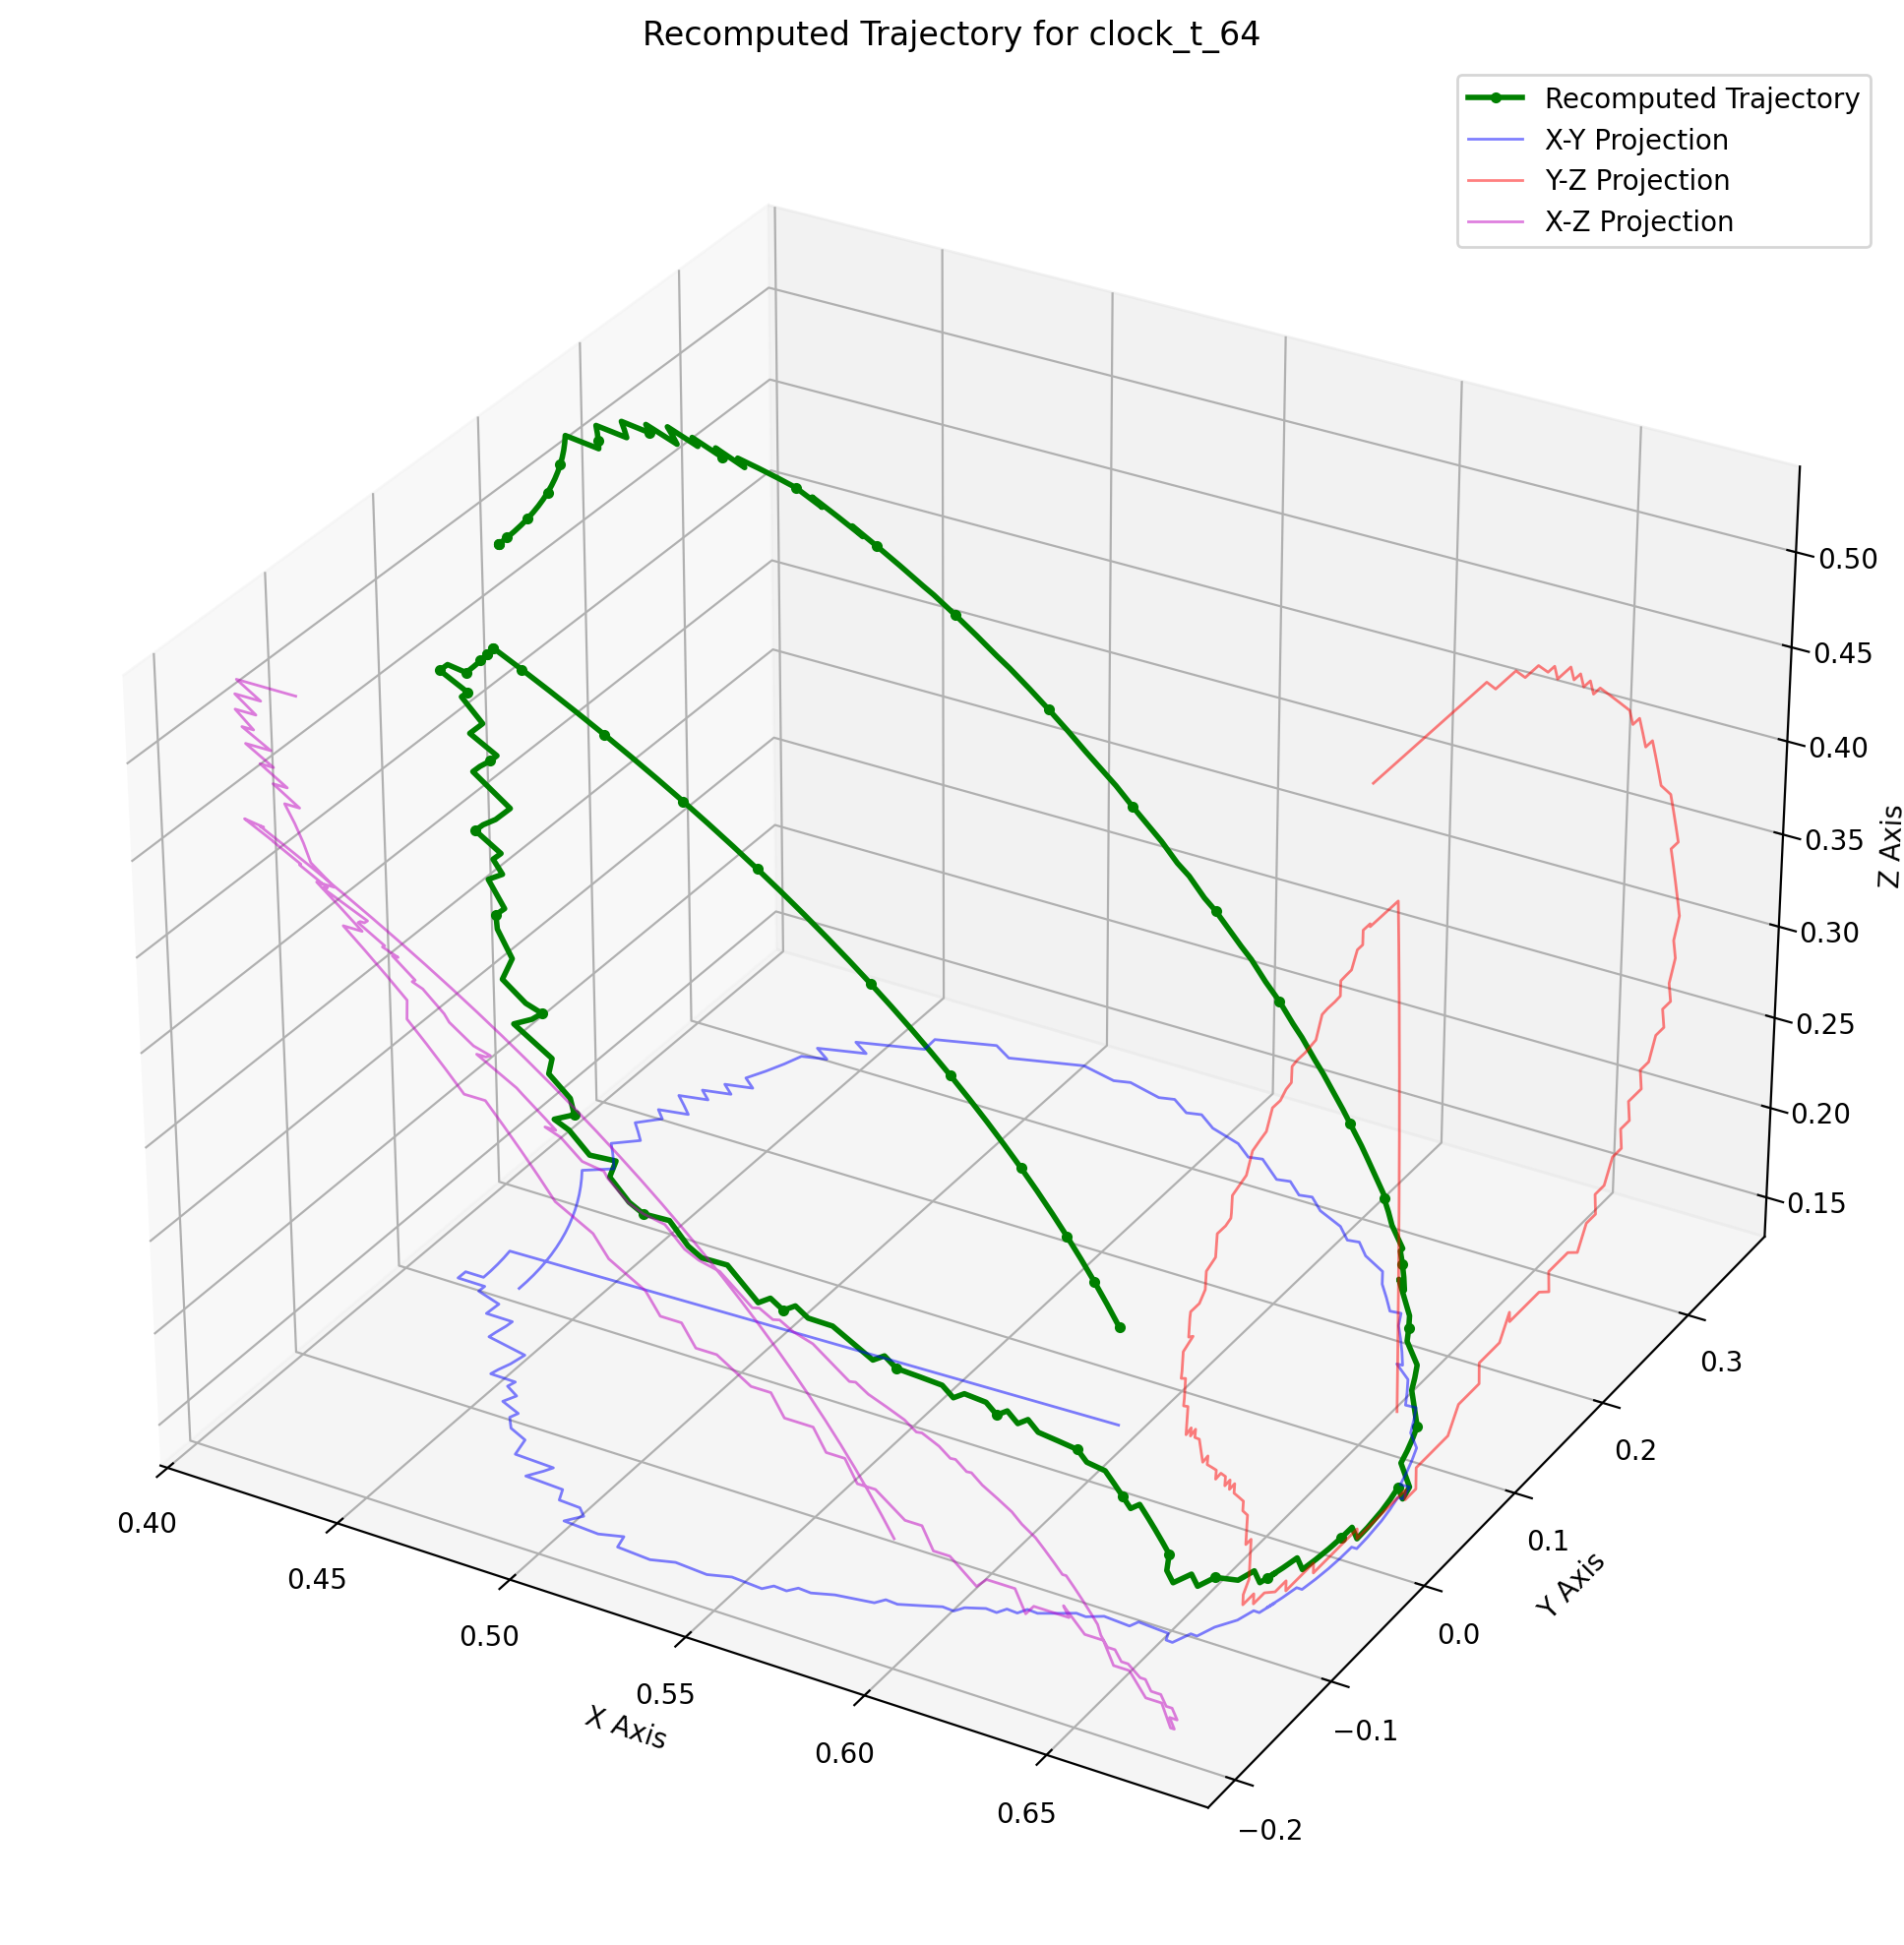 Recomputed Trajectory for clock_t_64
Recomputed Trajectory
X-Y Projection
Y-Z Projection
X-Z Projection
0.50
0.45
0.40
0.35
0.30
0.25
0.20
0.15
Z Axis
0.3
0.2
0.1
0.0
−0.1
−0.2
Y Axis
0.40
0.45
0.50
0.55
0.60
0.65
X Axis